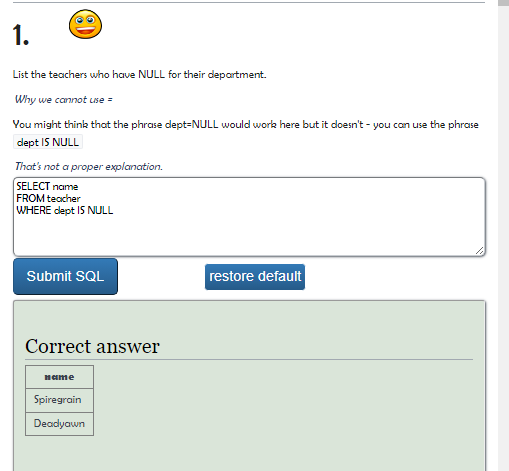 1.
List the teachers who have NULL for their department.
Why we cannot use =
You might think that the phrase dept=NULL would work here but it doesn't - you can use the phrase
dept IS NULL
That's not a proper explanation.
SELECT name
FROM teacher
WHERE dept IS NULL
Submit SQL restore default
Correct answer
name
Spiregrain
Deadyawn